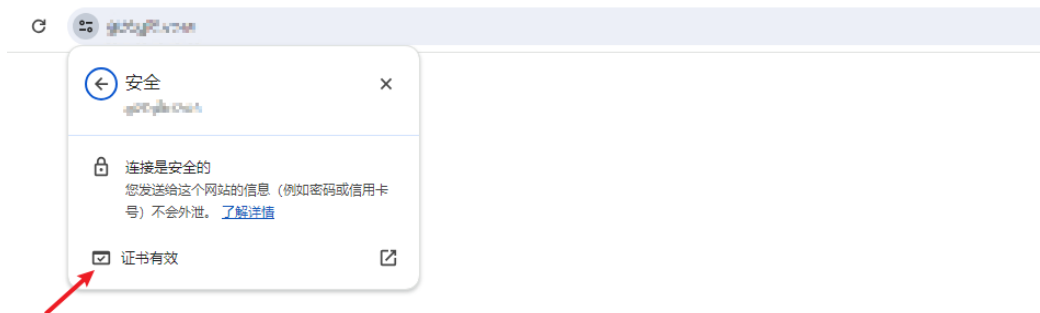 安全
连接是安全的
您发送给这个网站的信息（例如密码或信用卡
号）不会外泄。 了解详情
证书有效